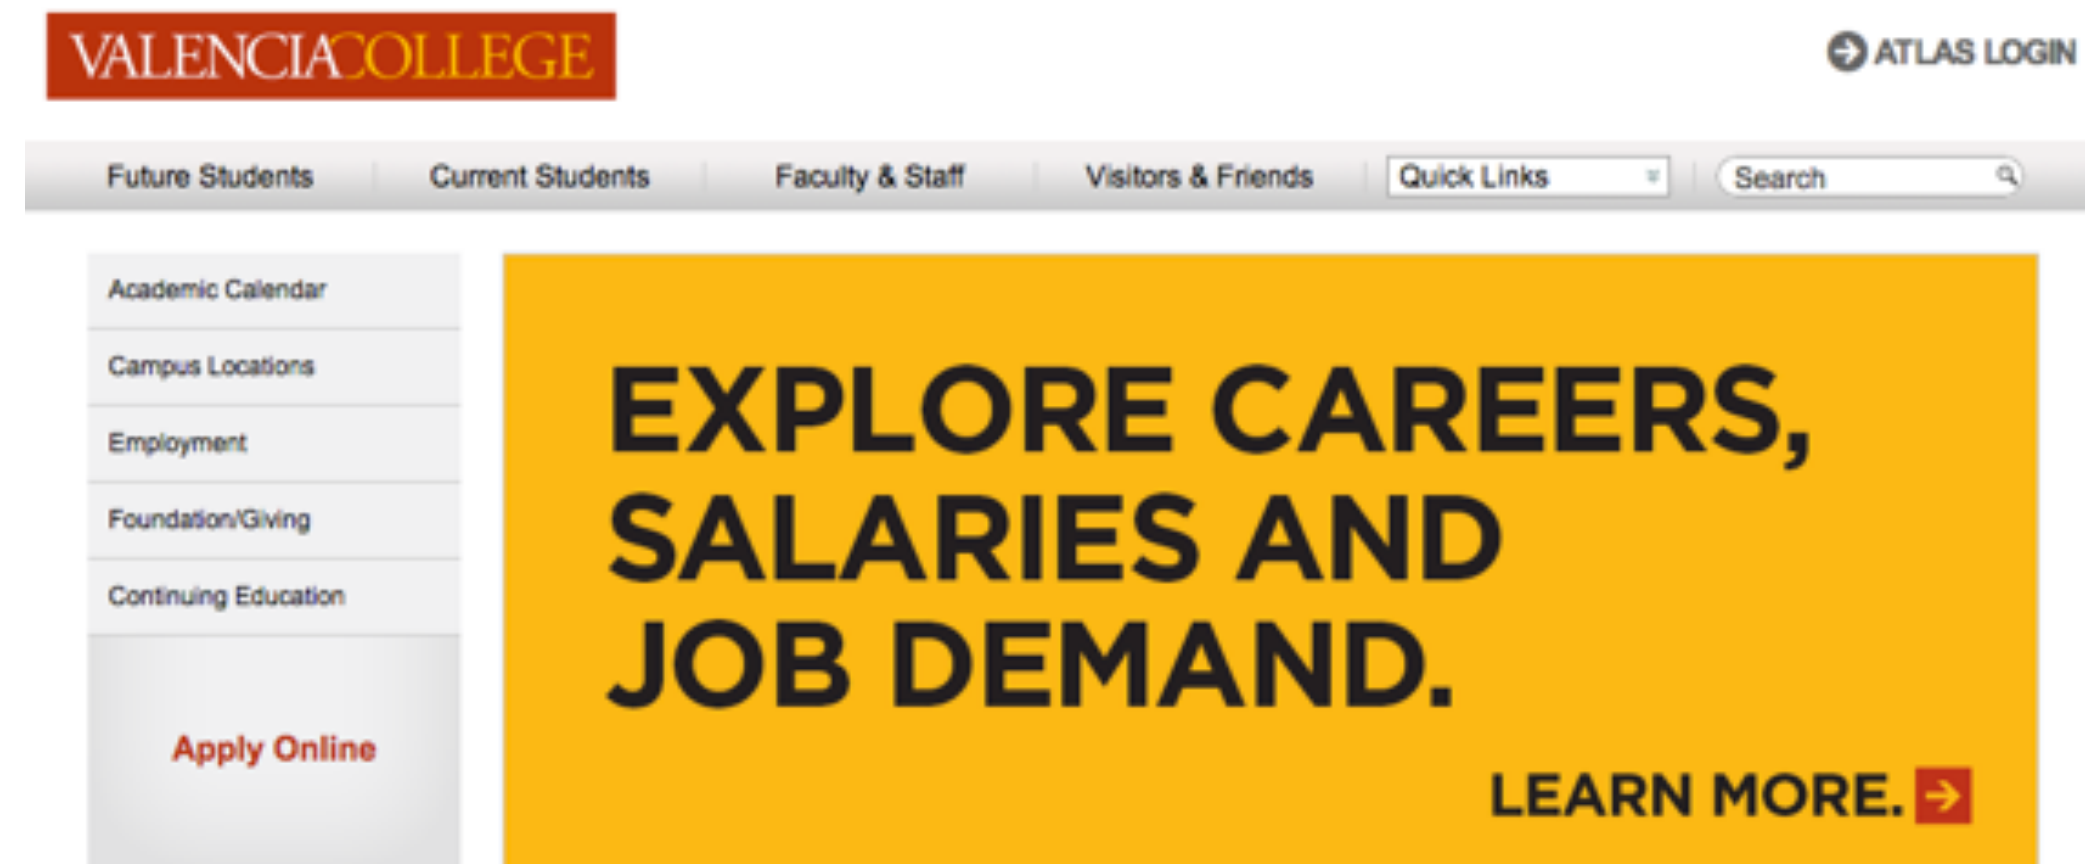 VALENCIACOLLEGE
ATLAS LOGIN
Future Students
Current Students
Faculty & Staff
Visitors & Friends
Quick Links
Search
Academic Calendar
Campus Locations
Employment
Foundation/Giving
Continuing Education
Apply Online
EXPLORE CAREERS,
SALARIES AND
JOB DEMAND.
LEARN MORE.